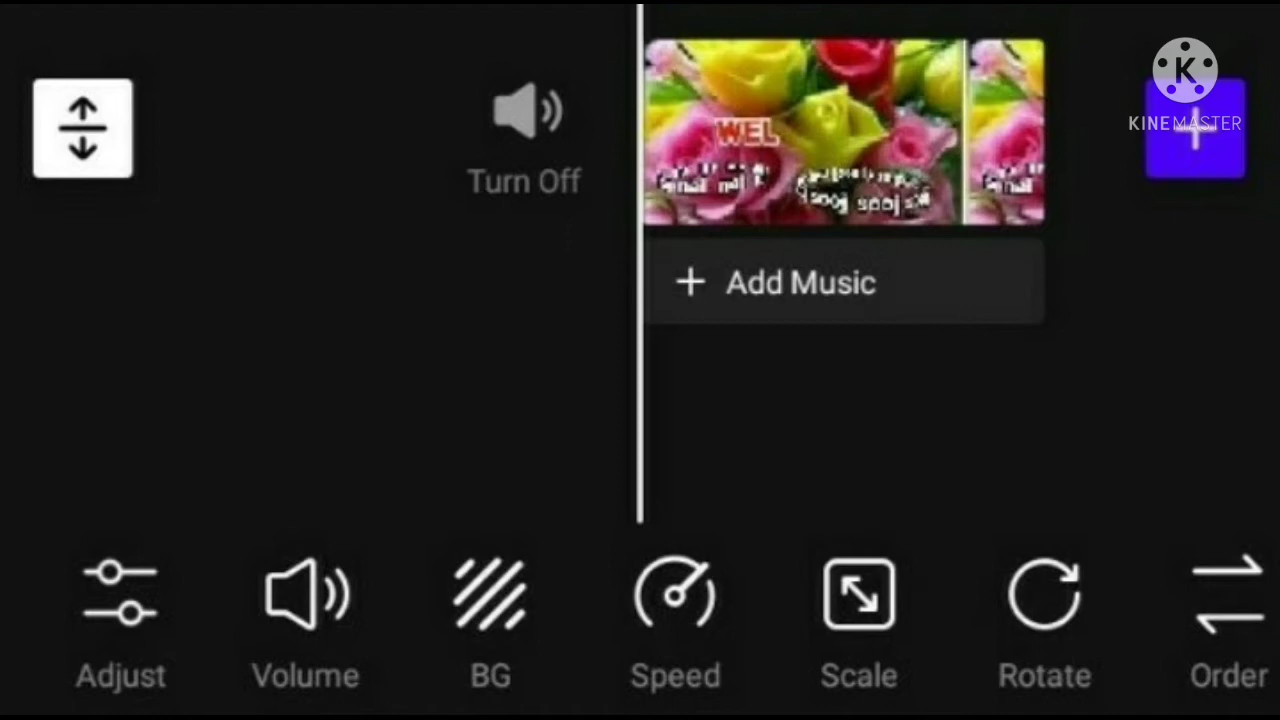 KINEMASTER
Turn Off
WEL
Add Music
Adjust
Volume
BG
Speed
Scale
Rotate
Order